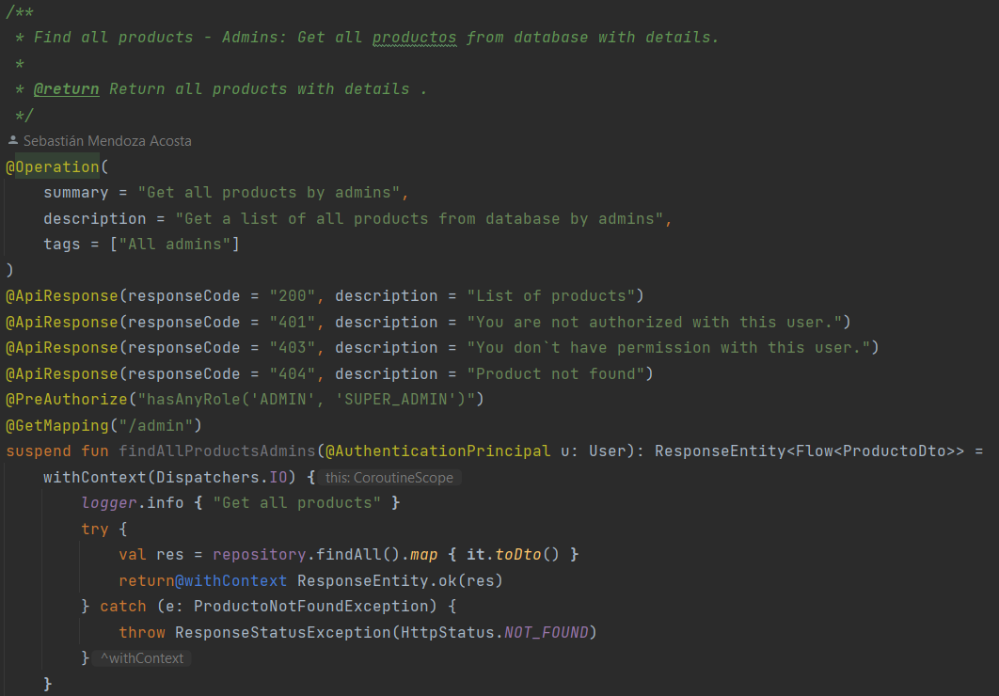 /**
 * Find all products - Admins: Get all productos from database with details.
 *
 * @return Return all products with details .
 */
Sebastián Mendoza Acosta
@Operation(
    summary = "Get all products by admins",
    description = "Get a list of all products from database by admins",
    tags = ["All admins"]
)
@ApiResponse(responseCode = "200", description = "List of products")
@ApiResponse(responseCode = "401", description = "You are not authorized with this user.")
@ApiResponse(responseCode = "403", description = "You don`t have permission with this user.")
@ApiResponse(responseCode = "404", description = "Product not found")
@PreAuthorize("hasAnyRole('ADMIN', 'SUPER_ADMIN')")
@GetMapping("/admin")
suspend fun findAllProductsAdmins(@AuthenticationPrincipal u: User): ResponseEntity<Flow<ProductoDto>> =
    withContext(Dispatchers.IO) { this: CoroutineScope
        logger.info { "Get all products" }
        try {
            val res = repository.findAll().map { it.toDto() }
            return@withContext ResponseEntity.ok(res)
        } catch (e: ProductoNotFoundException) {
            throw ResponseStatusException(HttpStatus.NOT_FOUND)
        } ^withContext
    }